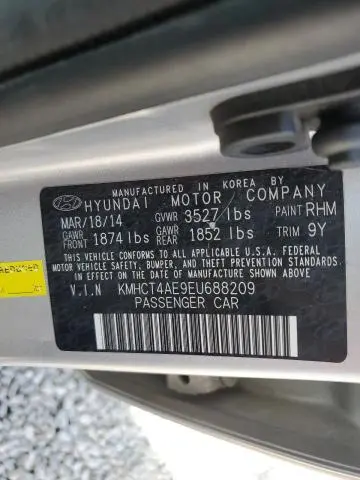 MANUFACTURED IN KOREA BY
HYUNDAI MOTOR COMPANY
MAR/18/14 GVWR 3527 lbs PAINT RHM
GAWR FRONT 1874 lbs GAWR REAR 1852 lbs TRIM 9Y
THIS VEHICLE CONFORMS TO ALL APPLICABLE U.S.A. FEDERAL
MOTOR VEHICLE SAFETY, BUMPER, AND THEFT PREVENTION STANDARDS
IN EFFECT ON THE DATE OF MANUFACTURE SHOWN ABOVE.
V.I.N KMHCT4AE9EU688209
PASSENGER CAR